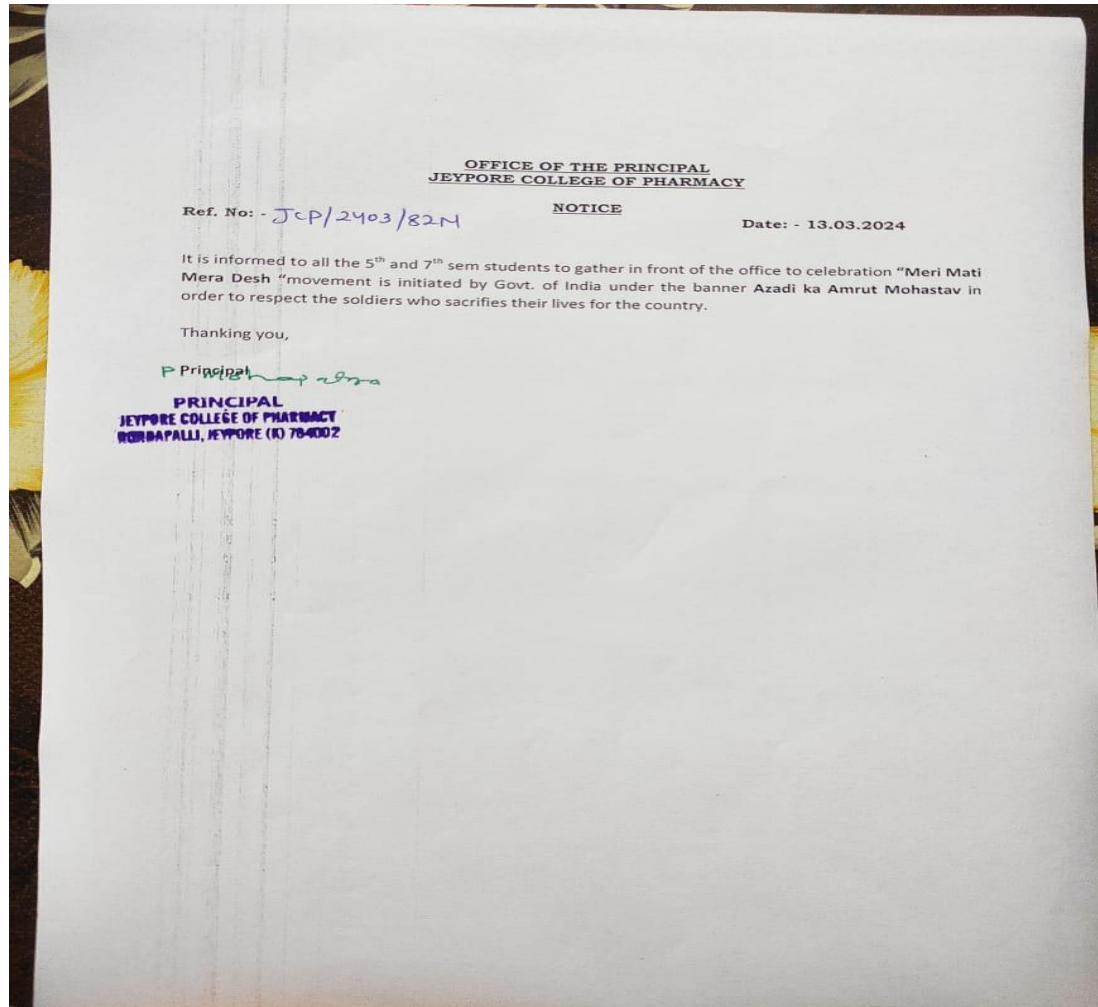 OFFICE OF THE PRINCIPAL
JEYPORE COLLEGE OF PHARMACY
NOTICE
Ref. No: - JCP/2403/82M
Date: - 13.03.2024
It is informed to all the 5th and 7th sem students to gather in front of the office to celebration “Meri Mati
Mera Desh “movement is initiated by Govt. of India under the banner Azadi ka Amrut Mohastav in
order to respect the soldiers who sacrifies their lives for the country.
Thanking you,
Principal
PRINCIPAL
JEYPORE COLLEGE OF PHARMACY
JEYPORE (K) 764002